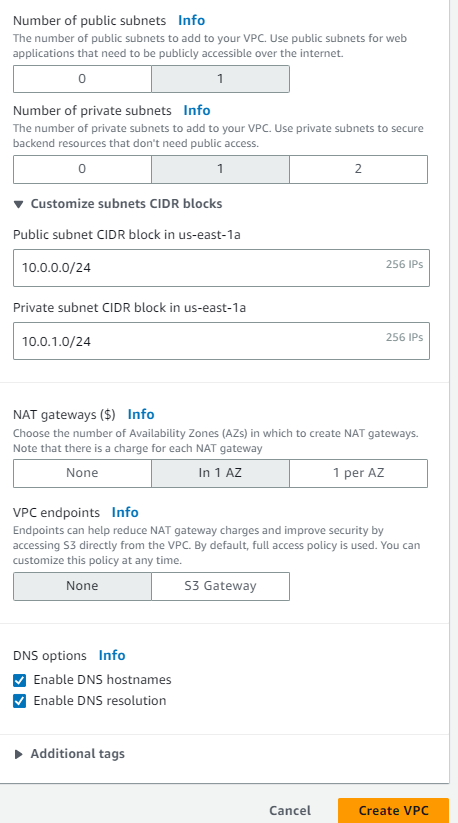 Number of public subnets Info
The number of public subnets to add to your VPC. Use public subnets for web
applications that need to be publicly accessible over the internet.
0 1
Number of private subnets Info
The number of private subnets to add to your VPC. Use private subnets to secure
backend resources that don't need public access.
0 1 2
▼ Customize subnets CIDR blocks
Public subnet CIDR block in us-east-1a
10.0.0.0/24 256 IPs
Private subnet CIDR block in us-east-1a
10.0.1.0/24 256 IPs
NAT gateways ($) Info
Choose the number of Availability Zones (AZs) in which to create NAT gateways.
Note that there is a charge for each NAT gateway
None In 1 AZ 1 per AZ
VPC endpoints Info
Endpoints can help reduce NAT gateway charges and improve security by
accessing S3 directly from the VPC. By default, full access policy is used. You can
customize this policy at any time.
None S3 Gateway
DNS options Info
Enable DNS hostnames
Enable DNS resolution
▶ Additional tags
Cancel Create VPC